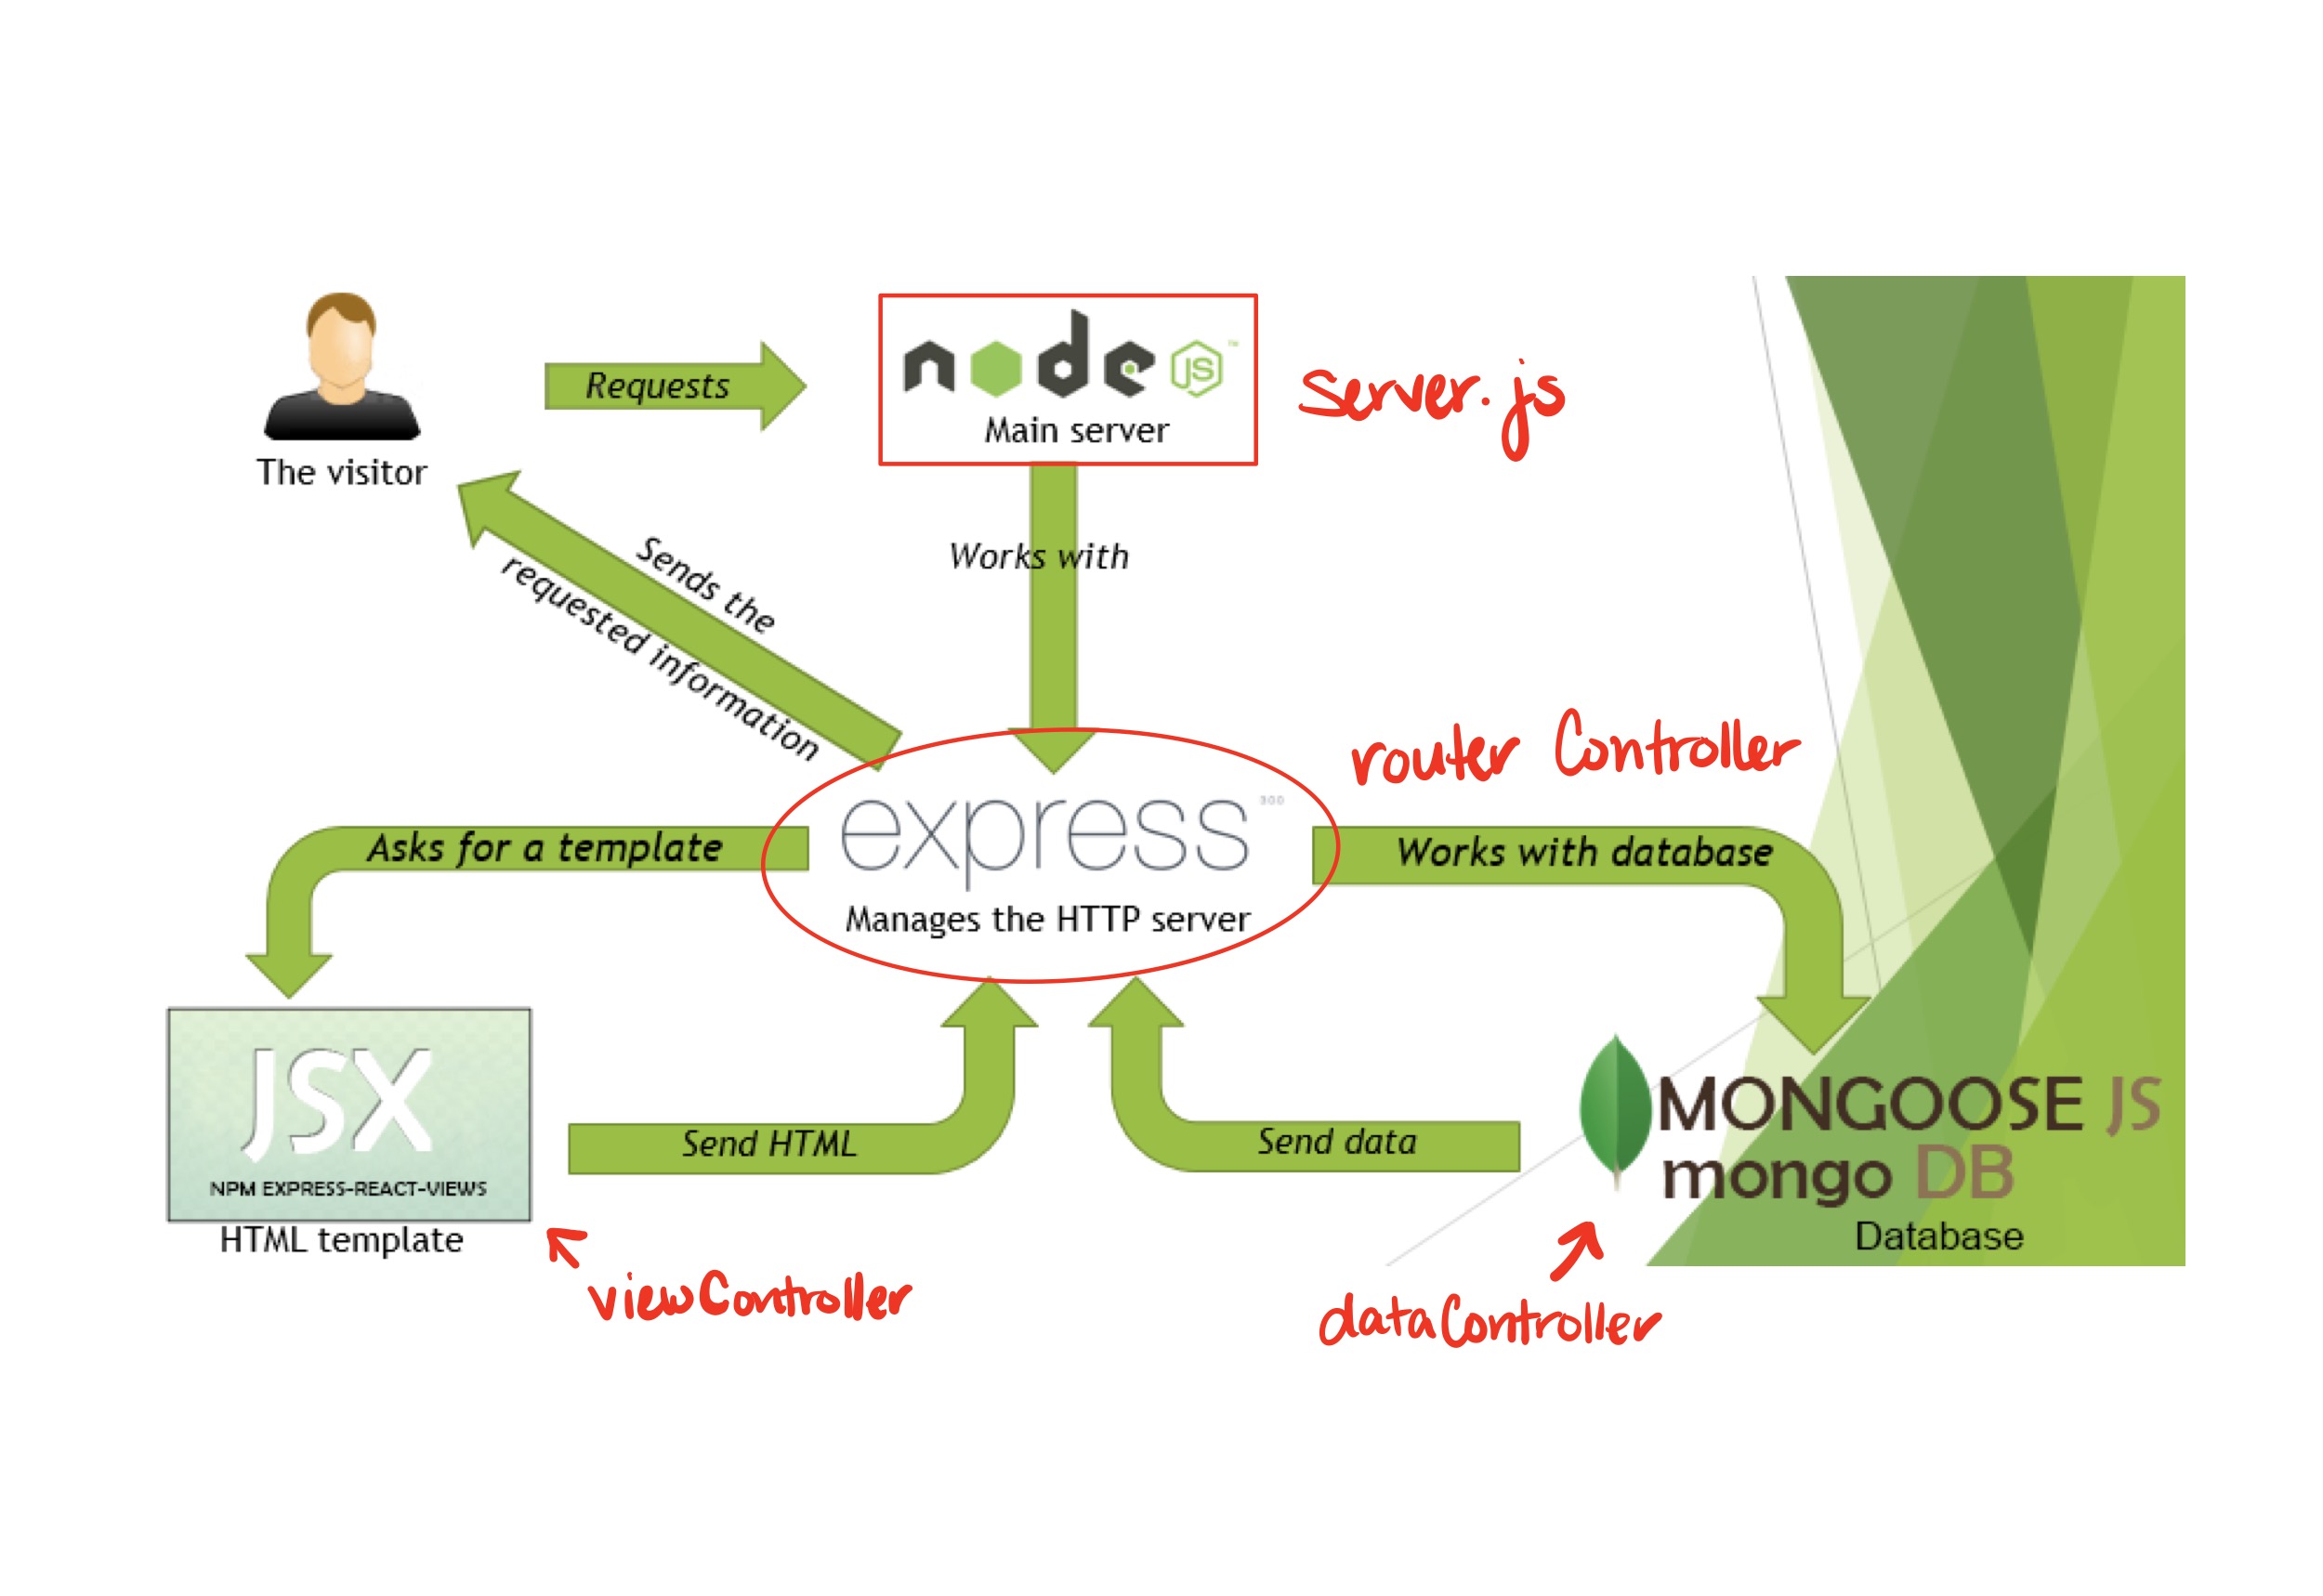 Requests
node JS™
Main server
server.js
The visitor
Sends the
requested information
Works with
router Controller
express
Manages the HTTP server
Asks for a template
Works with database
JSX
NPM EXPRESS-REACT-VIEWS
HTML template
Send HTML
Send data
MONGOOSE JS
mongo DB
Database
viewController
dataController